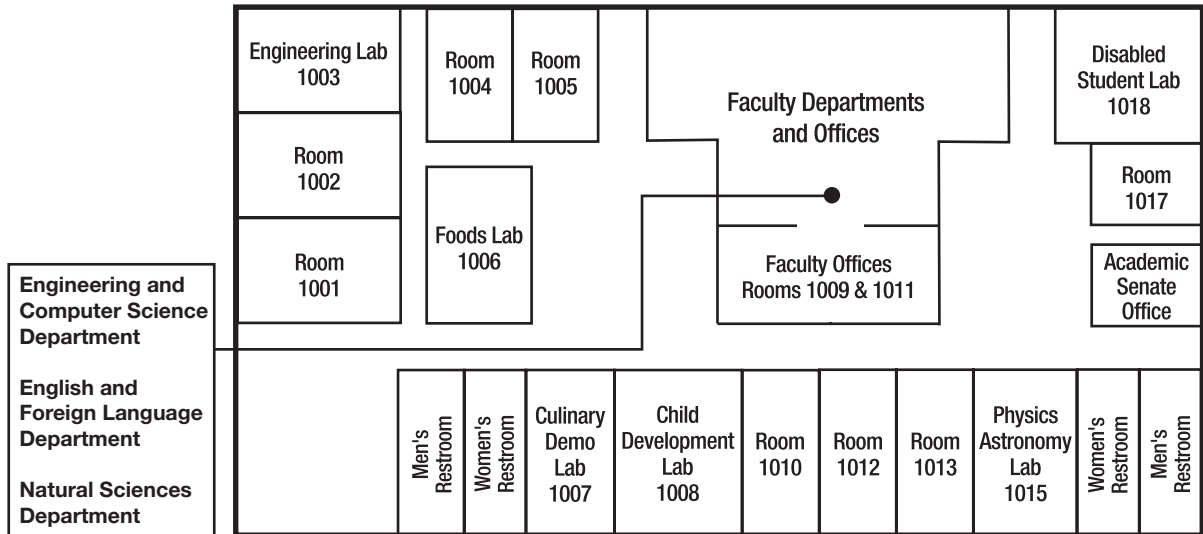 Engineering Lab
1003
Room
1004
Room
1005
Faculty Departments
and Offices
Disabled
Student Lab
1018
Room
1002
Room
1017
Foods Lab
1006
Room
1001
Faculty Offices
Rooms 1009 & 1011
Academic
Senate
Office
Engineering and
Computer Science
Department
English and
Foreign Language
Department
Natural Sciences
Department
Men's
Restroom
Women's
Restroom
Culinary
Demo
Lab
1007
Child
Development
Lab
1008
Room
1010
Room
1012
Room
1013
Physics
Astronomy
Lab
1015
Women's
Restroom
Men's
Restroom